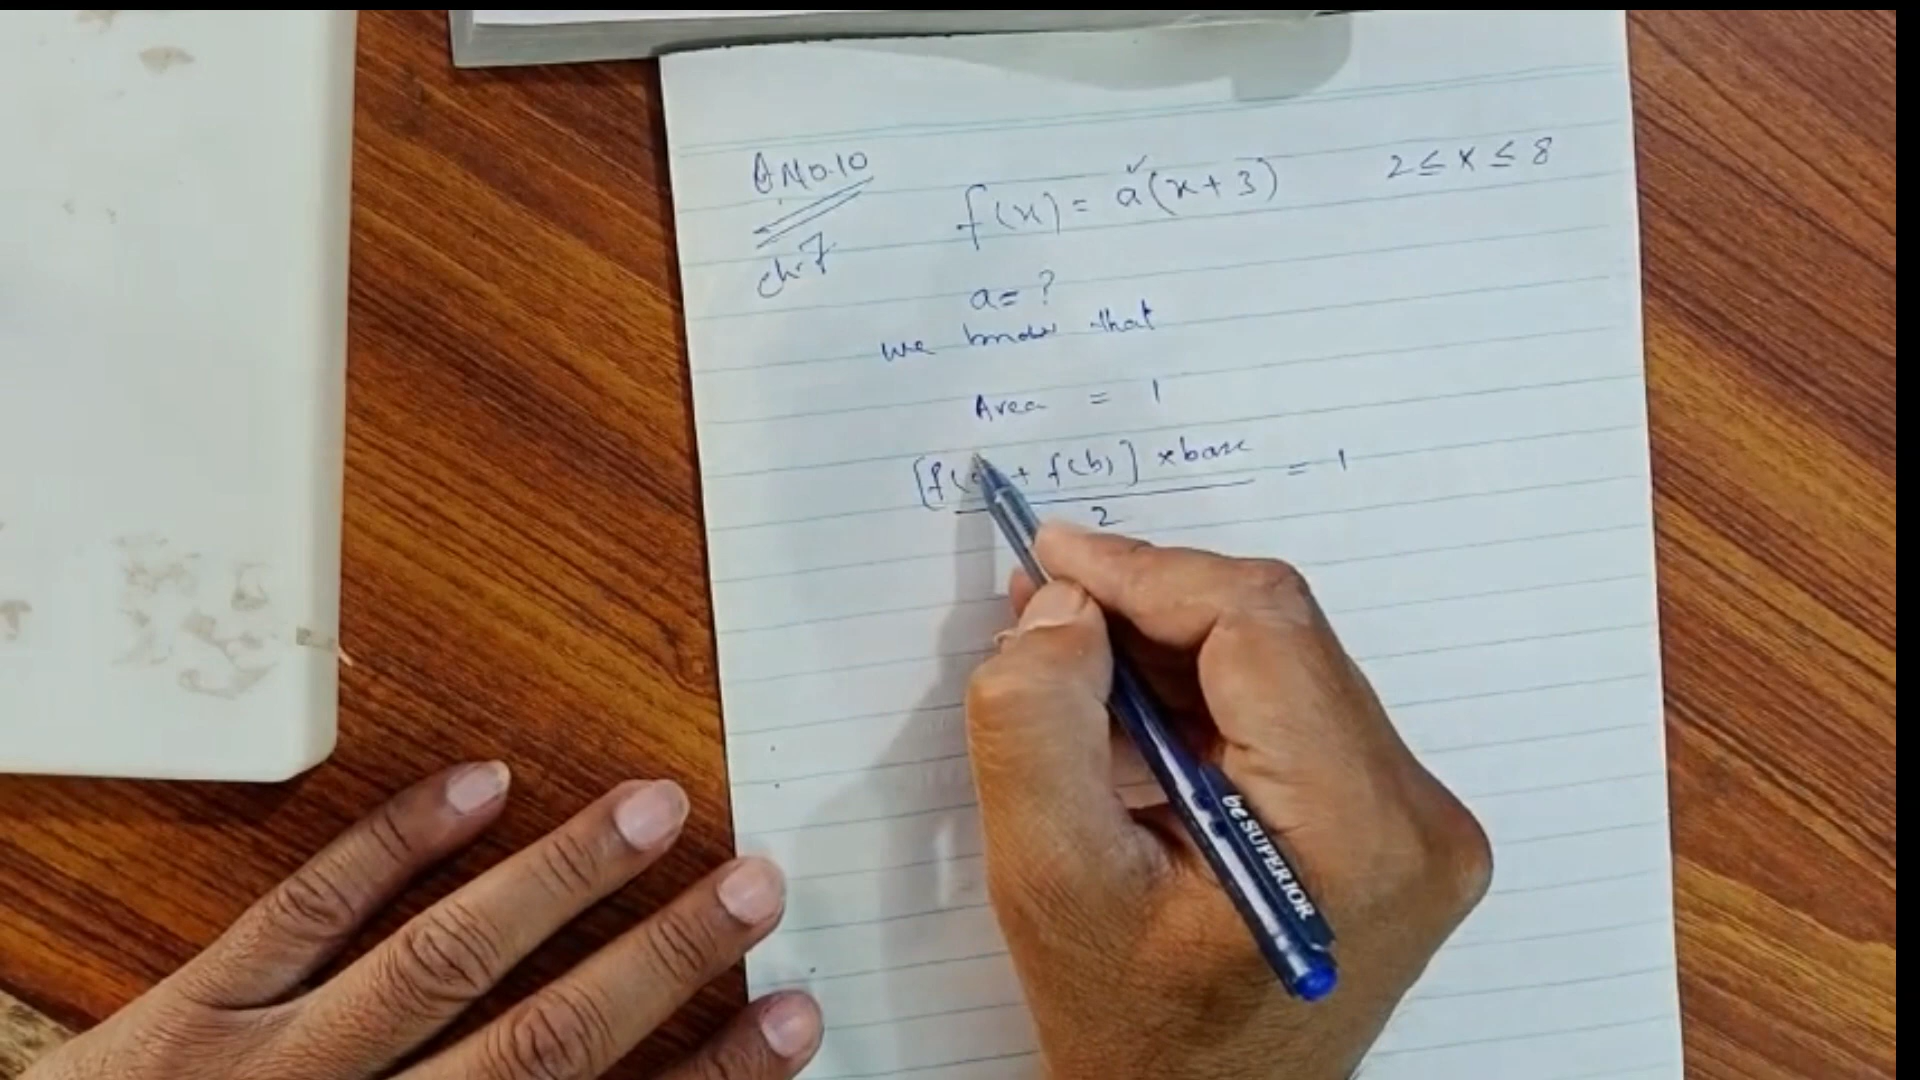 Q No.10
f(x) = a(x+3) 2 ≤ x ≤ 8
ch.7
a = ?
we know that
Area = 1
[f(a) + f(b)] × base
= 1
2
be SUPERIOR